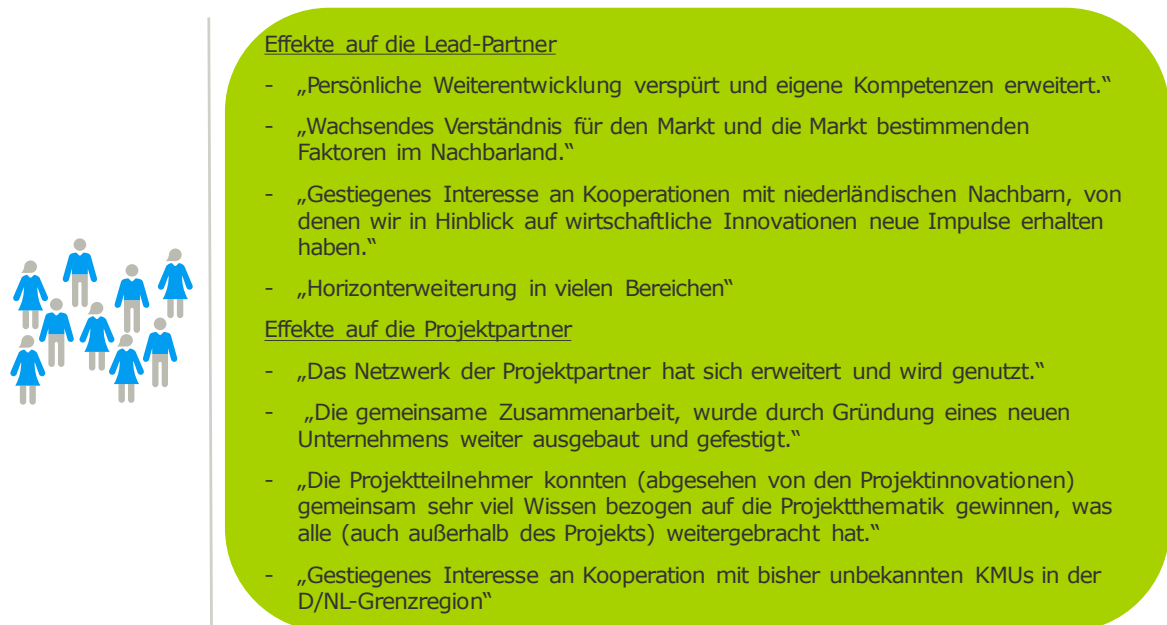 Effekte auf die Lead-Partner
- „Persönliche Weiterentwicklung verspürt und eigene Kompetenzen erweitert.“
- „Wachsendes Verständnis für den Markt und die Markt bestimmenden
Faktoren im Nachbarland.“
- „Gestiegenes Interesse an Kooperationen mit niederländischen Nachbarn, von
denen wir in Hinblick auf wirtschaftliche Innovationen neue Impulse erhalten
haben.“
- „Horizonterweiterung in vielen Bereichen“
Effekte auf die Projektpartner
- „Das Netzwerk der Projektpartner hat sich erweitert und wird genutzt.“
- „Die gemeinsame Zusammenarbeit, wurde durch Gründung eines neuen
Unternehmens weiter ausgebaut und gefestigt.“
- „Die Projektteilnehmer konnten (abgesehen von den Projektinnovationen)
gemeinsam sehr viel Wissen bezogen auf die Projektthematik gewinnen, was
alle (auch außerhalb des Projekts) weitergebracht hat.“
- „Gestiegenes Interesse an Kooperation mit bisher unbekannten KMUs in der
D/NL-Grenzregion“